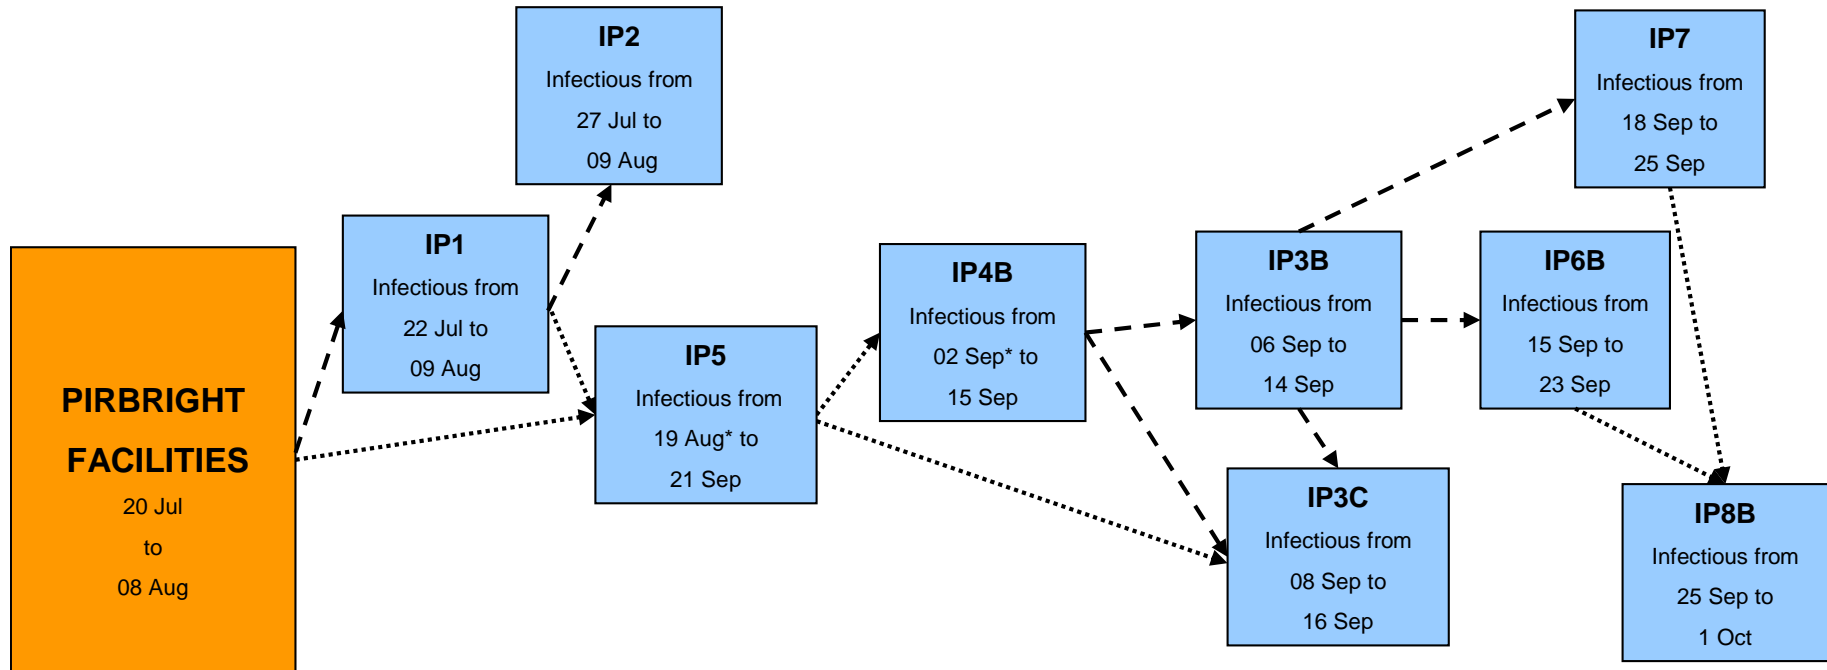 PIRBRIGHT
FACILITIES
20 Jul
to
08 Aug
IP1
Infectious from
22 Jul to
09 Aug
IP2
Infectious from
27 Jul to
09 Aug
IP5
Infectious from
19 Aug* to
21 Sep
IP4B
Infectious from
02 Sep* to
15 Sep
IP3B
Infectious from
06 Sep to
14 Sep
IP3C
Infectious from
08 Sep to
16 Sep
IP7
Infectious from
18 Sep to
25 Sep
IP6B
Infectious from
15 Sep to
23 Sep
IP8B
Infectious from
25 Sep to
1 Oct